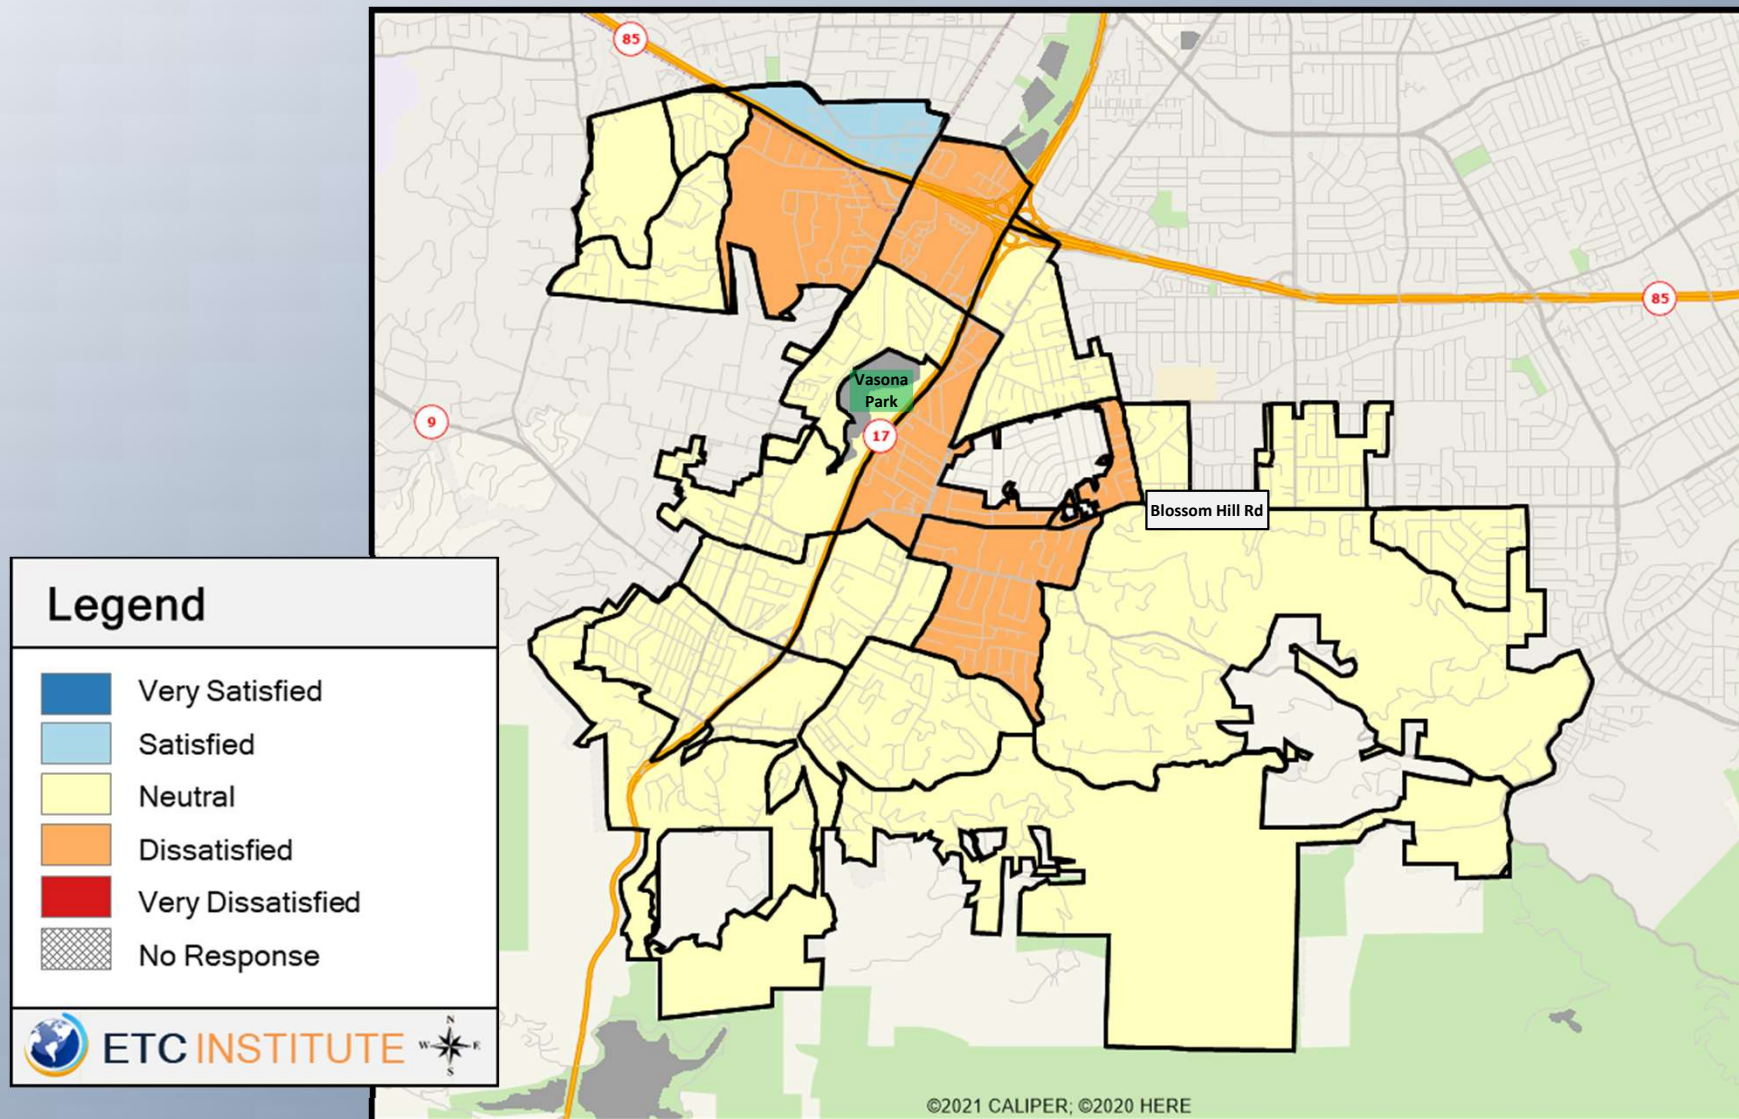 85
85
9
Vasona
Park
17
Blossom Hill Rd
Legend
Very Satisfied
Satisfied
Neutral
Dissatisfied
Very Dissatisfied
No Response
ETC INSTITUTE
N
W E
S
©2021 CALIPER; ©2020 HERE